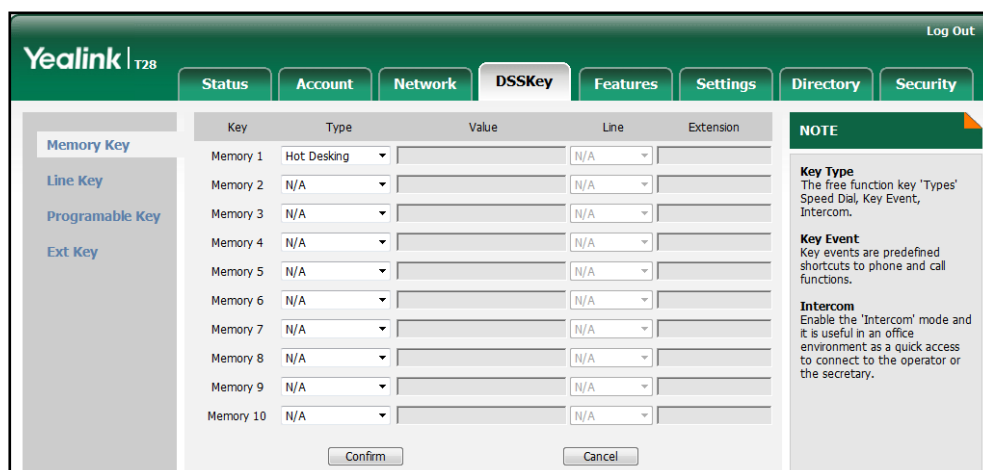 Log Out
Yealink T28
Status Account Network DSSKey Features Settings Directory Security
Memory Key
Line Key
Programable Key
Ext Key
Key Type Value Line Extension
Memory 1 Hot Desking N/A
Memory 2 N/A N/A
Memory 3 N/A N/A
Memory 4 N/A N/A
Memory 5 N/A N/A
Memory 6 N/A N/A
Memory 7 N/A N/A
Memory 8 N/A N/A
Memory 9 N/A N/A
Memory 10 N/A N/A
Confirm Cancel
NOTE
Key Type
The free function key 'Types'
Speed Dial, Key Event,
Intercom.
Key Event
Key events are predefined
shortcuts to phone and call
functions.
Intercom
Enable the 'Intercom' mode and
it is useful in an office
environment as a quick access
to connect to the operator or
the secretary.